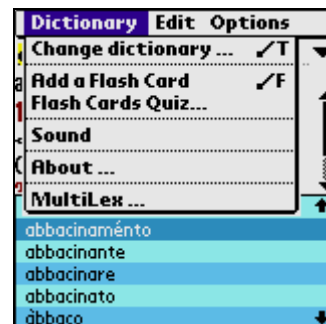 Dictionary Edit Options
Change dictionary ... ✓T
Add a Flash Card ✓F
Flash Cards Quiz...
Sound
About ...
MultiLex ...
abbacinaménto
abbacinante
abbacinare
abbacinato
àbbaco